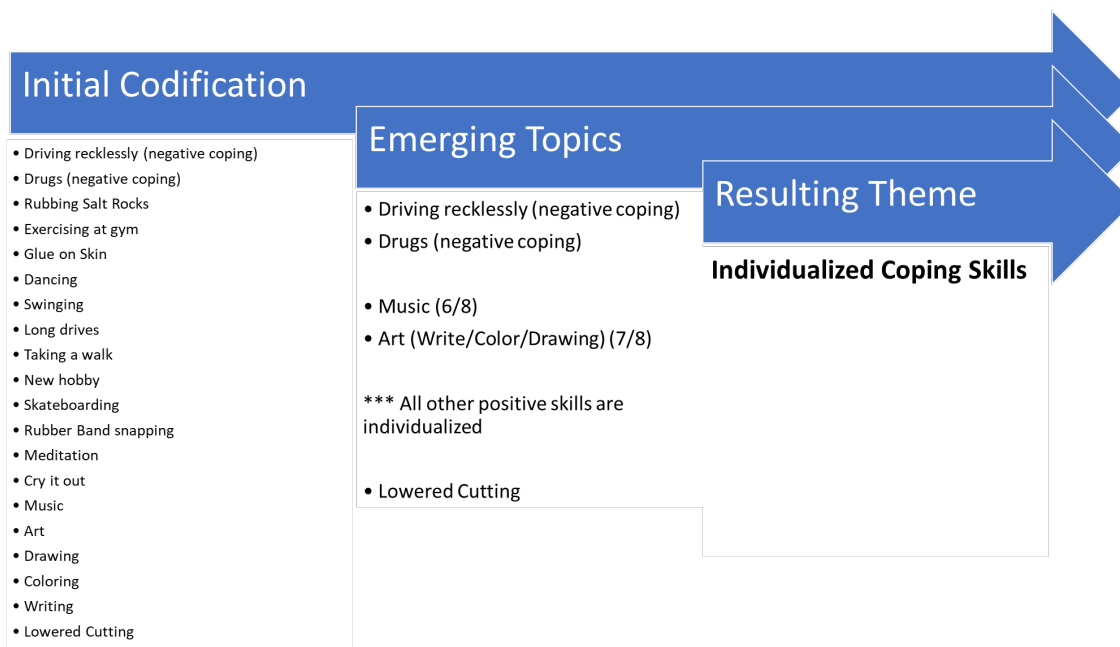 Initial Codification
• Driving recklessly (negative coping)
• Drugs (negative coping)
• Rubbing Salt Rocks
• Exercising at gym
• Glue on Skin
• Dancing
• Swinging
• Long drives
• Taking a walk
• New hobby
• Skateboarding
• Rubber Band snapping
• Meditation
• Cry it out
• Music
• Art
• Drawing
• Coloring
• Writing
• Lowered Cutting
Emerging Topics
• Driving recklessly (negative coping)
• Drugs (negative coping)
• Music (6/8)
• Art (Write/Color/Drawing) (7/8)
*** All other positive skills are
individualized
• Lowered Cutting
Resulting Theme
Individualized Coping Skills